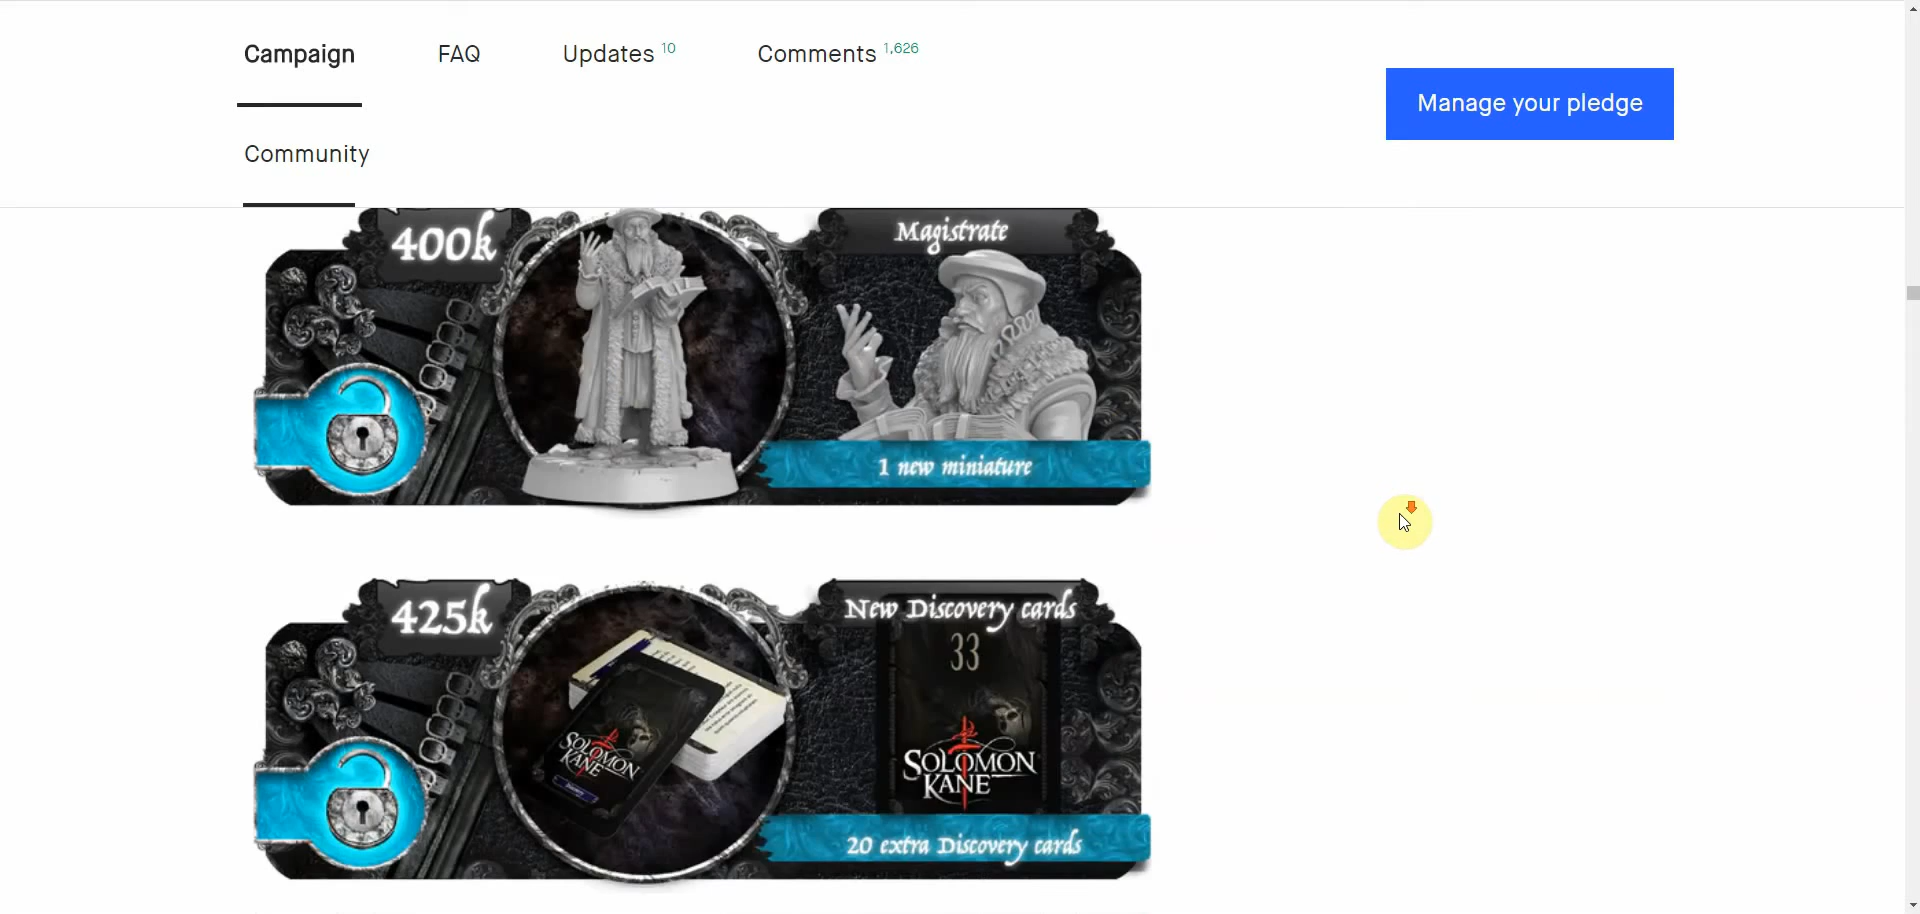 Campaign
FAQ
Updates 10
Comments 1,626
Manage your pledge
Community
400k
Magistrate
1 new miniature
425k
New Discovery cards
33
SOLOMON
KANE
Discovery
SOLOMON
KANE
20 extra Discovery cards